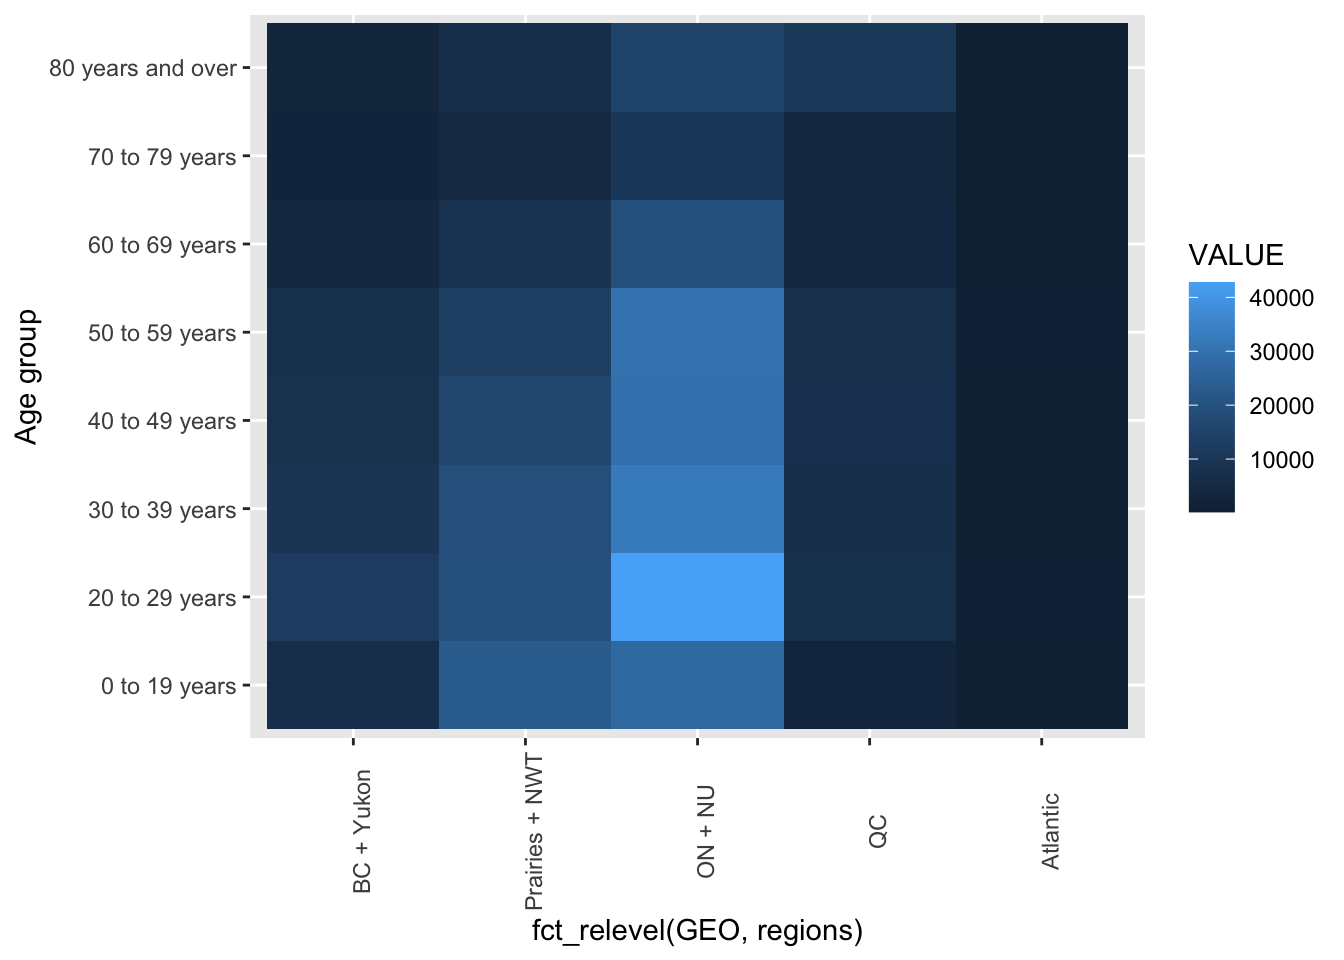 80 years and over
70 to 79 years
60 to 69 years
50 to 59 years
40 to 49 years
30 to 39 years
20 to 29 years
0 to 19 years
Age group
BC + Yukon
Prairies + NWT
ON + NU
QC
Atlantic
fct_relevel(GEO, regions)
VALUE
40000
30000
20000
10000